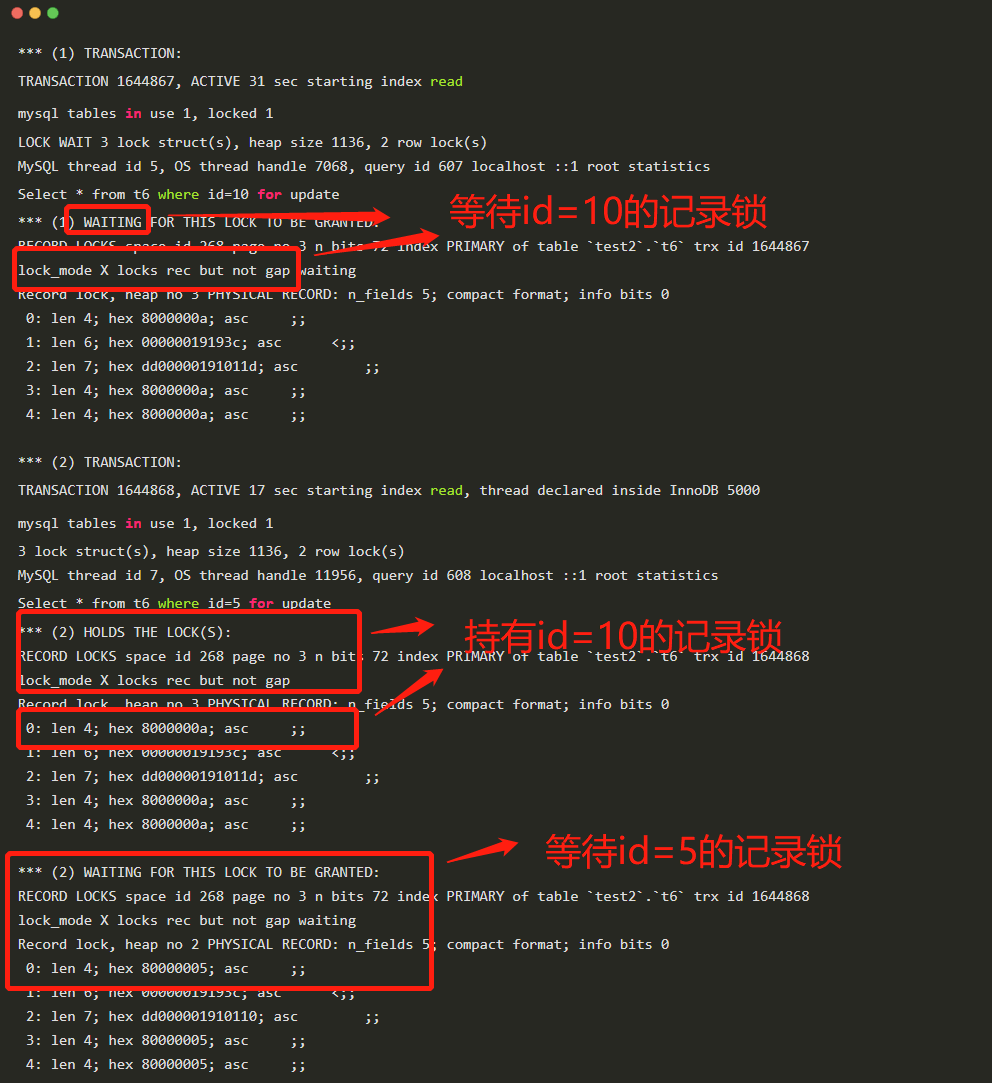 *** (1) TRANSACTION:
TRANSACTION 1644867, ACTIVE 31 sec starting index read
mysql tables in use 1, locked 1
LOCK WAIT 3 lock struct(s), heap size 1136, 2 row lock(s)
MySQL thread id 5, OS thread handle 7068, query id 607 localhost ::1 root statistics
Select * from t6 where id=10 for update
等待id=10的记录锁
*** (1) WAITING FOR THIS LOCK TO BE GRANTED:
RECORD LOCKS space id 268 page no 3 n bits 72 index PRIMARY of table `test2`.`t6` trx id 1644867
lock_mode X locks rec but not gap waiting
Record lock, heap no 3 PHYSICAL RECORD: n_fields 5; compact format; info bits 0
0: len 4; hex 8000000a; asc     ;;
1: len 6; hex 00000019193c; asc      <;;
2: len 7; hex dd00000191011d; asc        ;;
3: len 4; hex 8000000a; asc     ;;
4: len 4; hex 8000000a; asc     ;;
*** (2) TRANSACTION:
TRANSACTION 1644868, ACTIVE 17 sec starting index read, thread declared inside InnoDB 5000
mysql tables in use 1, locked 1
3 lock struct(s), heap size 1136, 2 row lock(s)
MySQL thread id 7, OS thread handle 11956, query id 608 localhost ::1 root statistics
Select * from t6 where id=5 for update
*** (2) HOLDS THE LOCK(S):
持有id=10的记录锁
RECORD LOCKS space id 268 page no 3 n bits 72 index PRIMARY of table `test2`.`t6` trx id 1644868
lock_mode X locks rec but not gap
Record lock, heap no 3 PHYSICAL RECORD: n_fields 5; compact format; info bits 0
0: len 4; hex 8000000a; asc     ;;
1: len 6; hex 00000019193c; asc      <;;
2: len 7; hex dd00000191011d; asc        ;;
3: len 4; hex 8000000a; asc     ;;
4: len 4; hex 8000000a; asc     ;;
等待id=5的记录锁
*** (2) WAITING FOR THIS LOCK TO BE GRANTED:
RECORD LOCKS space id 268 page no 3 n bits 72 index PRIMARY of table `test2`.`t6` trx id 1644868
lock_mode X locks rec but not gap waiting
Record lock, heap no 2 PHYSICAL RECORD: n_fields 5; compact format; info bits 0
0: len 4; hex 80000005; asc     ;;
1: len 6; hex 00000019193c; asc      <;;
2: len 7; hex dd000001910110; asc        ;;
3: len 4; hex 80000005; asc     ;;
4: len 4; hex 80000005; asc     ;;